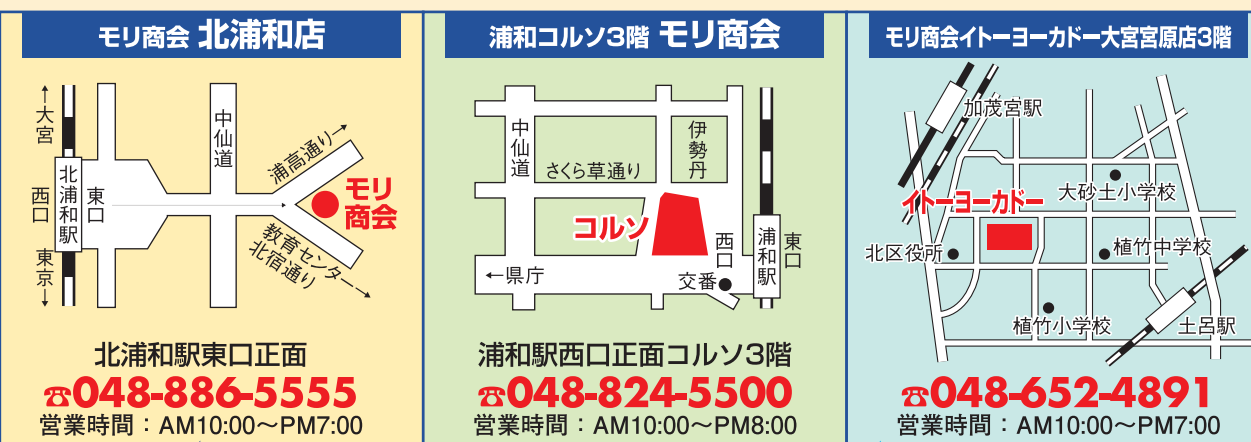 モリ商会 北浦和店
←大宮
中仙道
浦高通り→
北浦和駅
西口
東口
モリ
商会
東京→
教育センター
北宿通り→
北浦和駅東口正面
☎048-886-5555
営業時間：AM10:00～PM7:00
浦和コルソ3階 モリ商会
中仙道
伊勢丹
さくら草通り
コルソ
西口
浦和駅
東口
←県庁
交番
浦和駅西口正面コルソ3階
☎048-824-5500
営業時間：AM10:00～PM8:00
モリ商会イトーヨーカドー大宮宮原店3階
加茂宮駅
大砂土小学校
イトーヨーカドー
北区役所
植竹中学校
植竹小学校
土呂駅
☎048-652-4891
営業時間：AM10:00～PM7:00